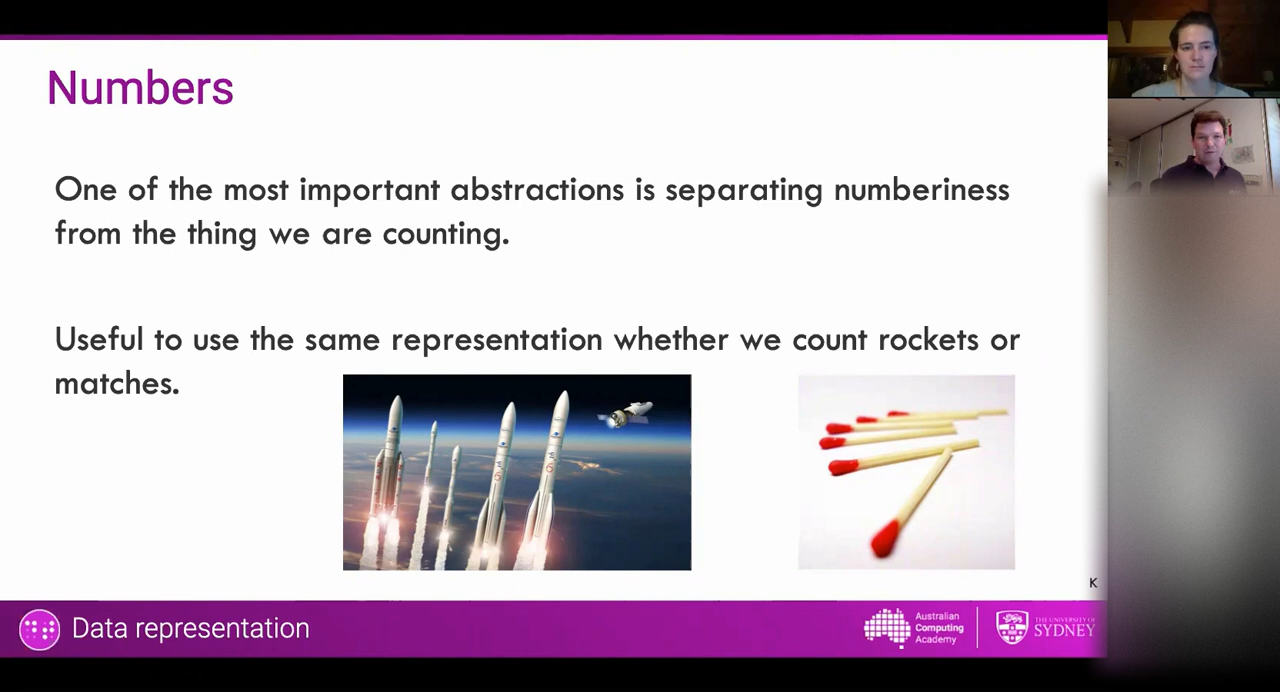 Numbers
One of the most important abstractions is separating numberiness
from the thing we are counting.
Useful to use the same representation whether we count rockets or
matches.
K
Data representation
Australian
Computing
Academy
THE UNIVERSITY OF
SYDNEY